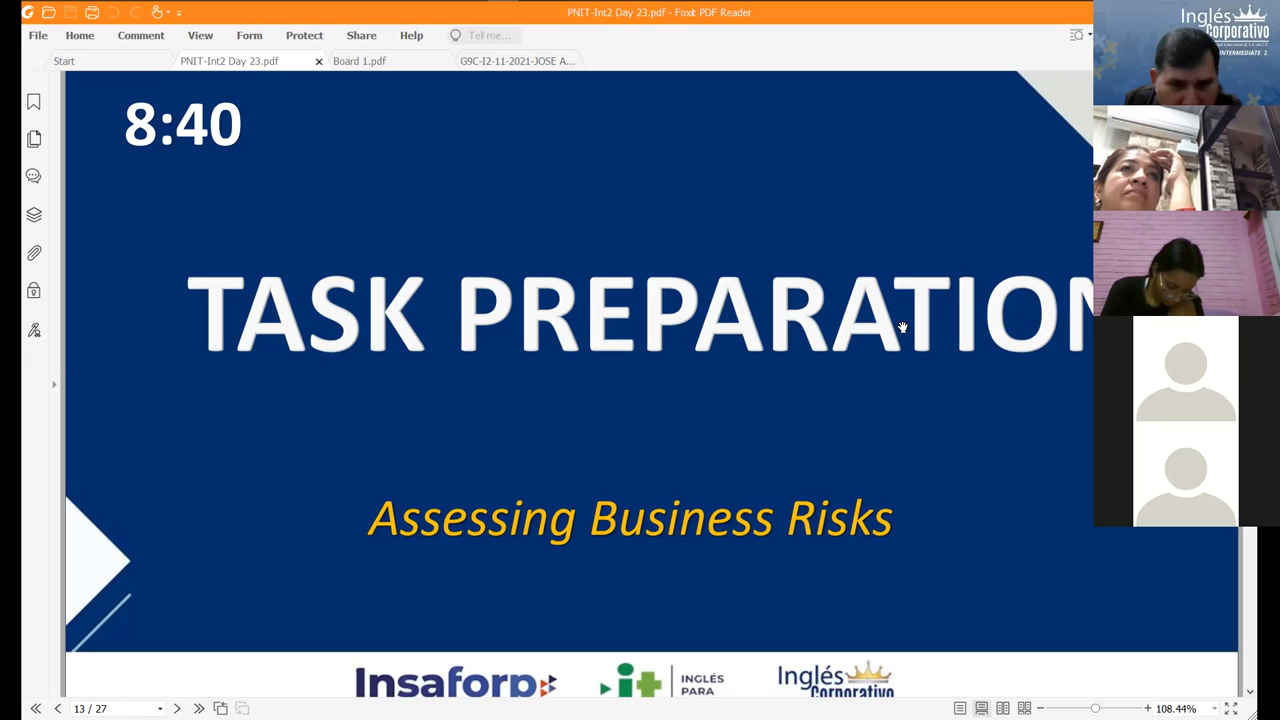 PNIT-Int2 Day 23.pdf - Foxit PDF Reader
File Home Comment View Form Protect Share Help Tell me...
Start PNIT-Int2 Day 23.pdf Board 1.pdf G9C-I2-11-2021-JOSE A...
8:40
TASK PREPARATION
Assessing Business Risks
Insaforp
it
INGLÉS
PARA
Inglés
Corporativo
Inglés
Corporativo
INTERMEDIATE 2
13 / 27
108.44%